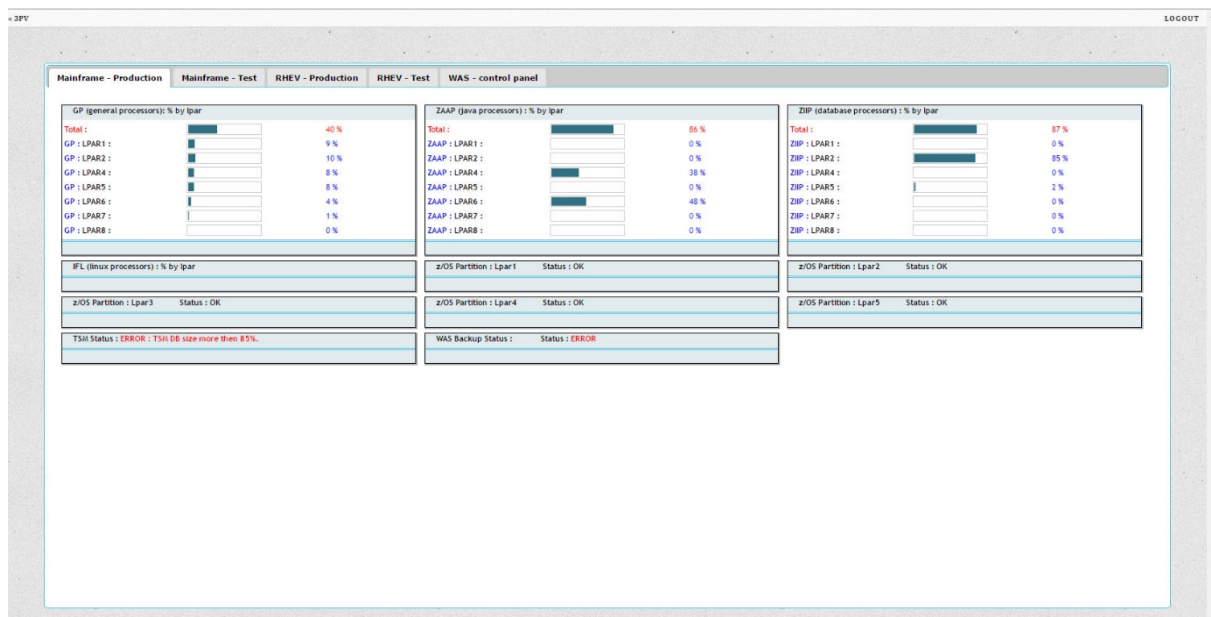 « 3PV
LOGOUT
Mainframe - Production
Mainframe - Test
RHEV - Production
RHEV - Test
WAS - control panel
GP (general processors): % by lpar
Total : 40 %
GP : LPAR1 : 9 %
GP : LPAR2 : 10 %
GP : LPAR4 : 8 %
GP : LPAR5 : 8 %
GP : LPAR6 : 4 %
GP : LPAR7 : 1 %
GP : LPAR8 : 0 %
ZAAP (java processors) : % by lpar
Total : 86 %
ZAAP : LPAR1 : 0 %
ZAAP : LPAR2 : 0 %
ZAAP : LPAR4 : 38 %
ZAAP : LPAR5 : 0 %
ZAAP : LPAR6 : 48 %
ZAAP : LPAR7 : 0 %
ZAAP : LPAR8 : 0 %
ZIIP (database processors) : % by lpar
Total : 87 %
ZIIP : LPAR1 : 0 %
ZIIP : LPAR2 : 85 %
ZIIP : LPAR4 : 0 %
ZIIP : LPAR5 : 2 %
ZIIP : LPAR6 : 0 %
ZIIP : LPAR7 : 0 %
ZIIP : LPAR8 : 0 %
IFL (linux processors) : % by lpar
z/OS Partition : Lpar1 Status : OK
z/OS Partition : Lpar2 Status : OK
z/OS Partition : Lpar3 Status : OK
z/OS Partition : Lpar4 Status : OK
z/OS Partition : Lpar5 Status : OK
TSM Status : ERROR : TSM DB size more then 85%.
WAS Backup Status : Status : ERROR